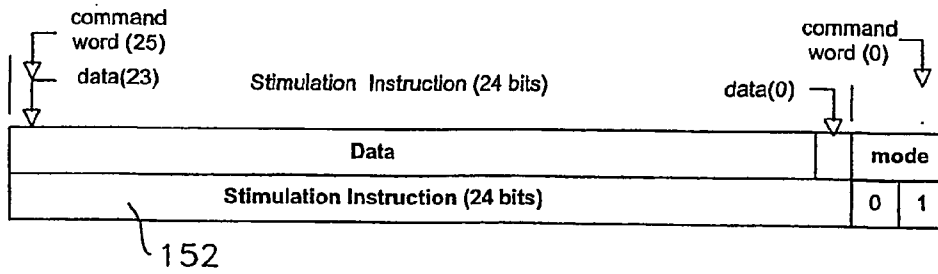 command
word (25)
command
word (0)
data(23)
Stimulation Instruction (24 bits)
data(0)
Data
mode
Stimulation Instruction (24 bits)
0
1
152